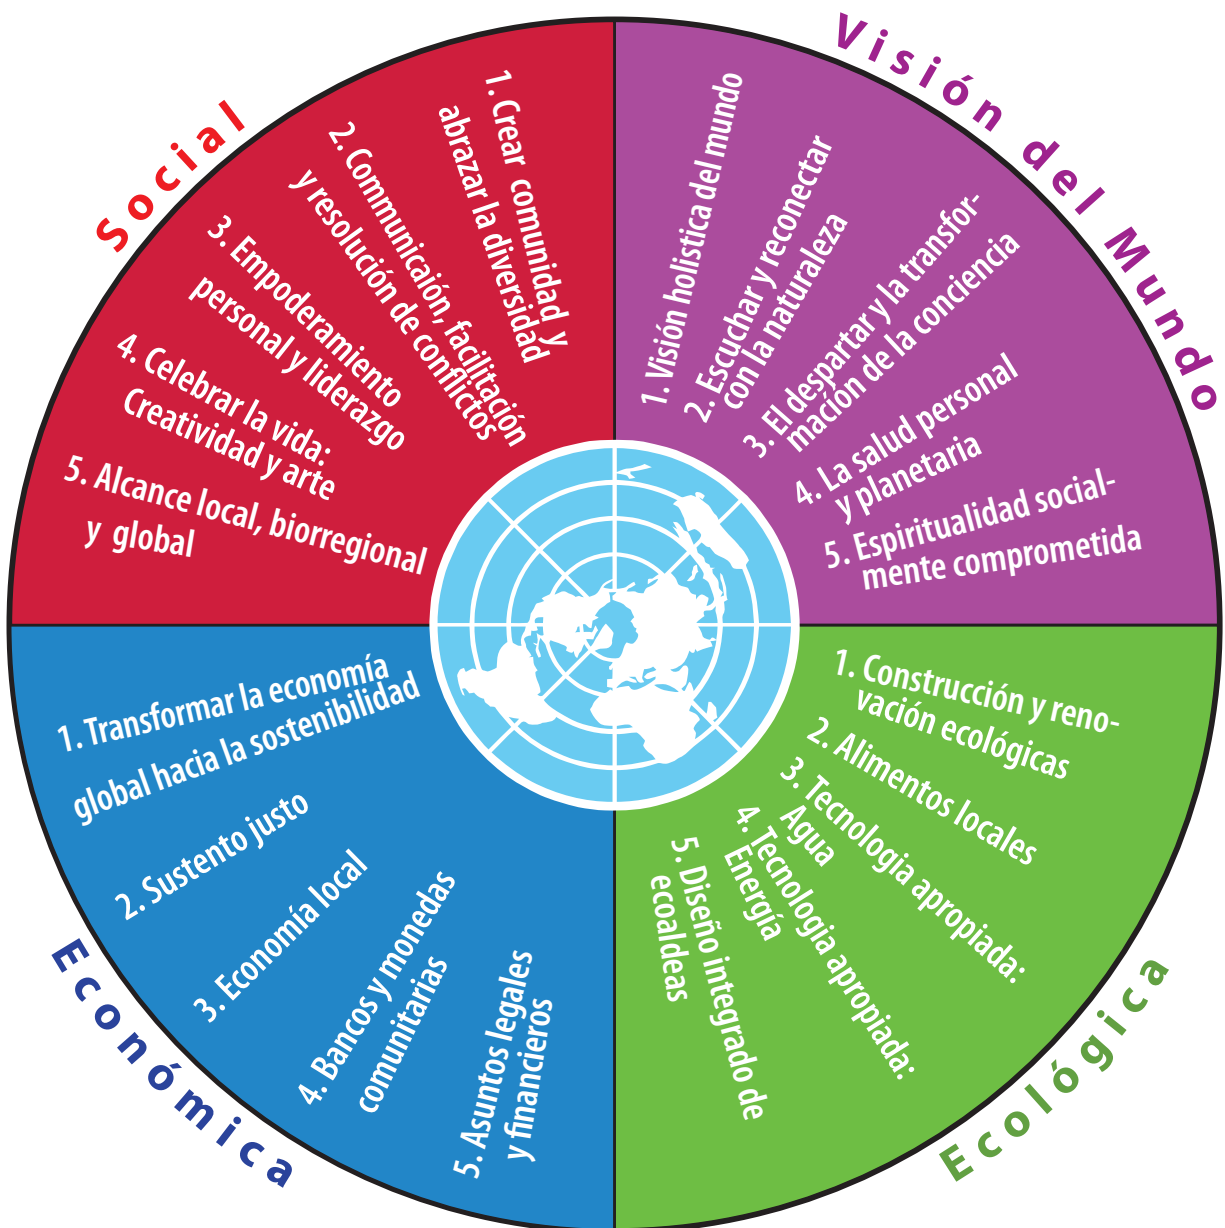 Social
1. Crear comunidad y
abrazar la diversidad
2. Communicaión, facilitación
y resolución de conflictos
3. Empoderamiento
personal y liderazgo
4. Celebrar la vida:
Creatividad y arte
5. Alcance local, biorregional
y global
Visión del Mundo
1. Visión holistica del mundo
2. Escuchar y reconectar
con la naturaleza
3. El despartar y la transfor-
mación de la conciencia
4. La salud personal
y planetaria
5. Espiritualidad social-
mente comprometida
Económica
1. Transformar la economía
global hacia la sostenibilidad
2. Sustento justo
3. Economía local
4. Bancos y monedas
comunitarias
5. Asuntos legales
y financieros
Ecológica
1. Construcción y reno-
vación ecológicas
2. Alimentos locales
3. Tecnologia apropiada:
Agua
4. Tecnologia apropiada:
Energía
5. Diseño integrado de
ecoaldeas